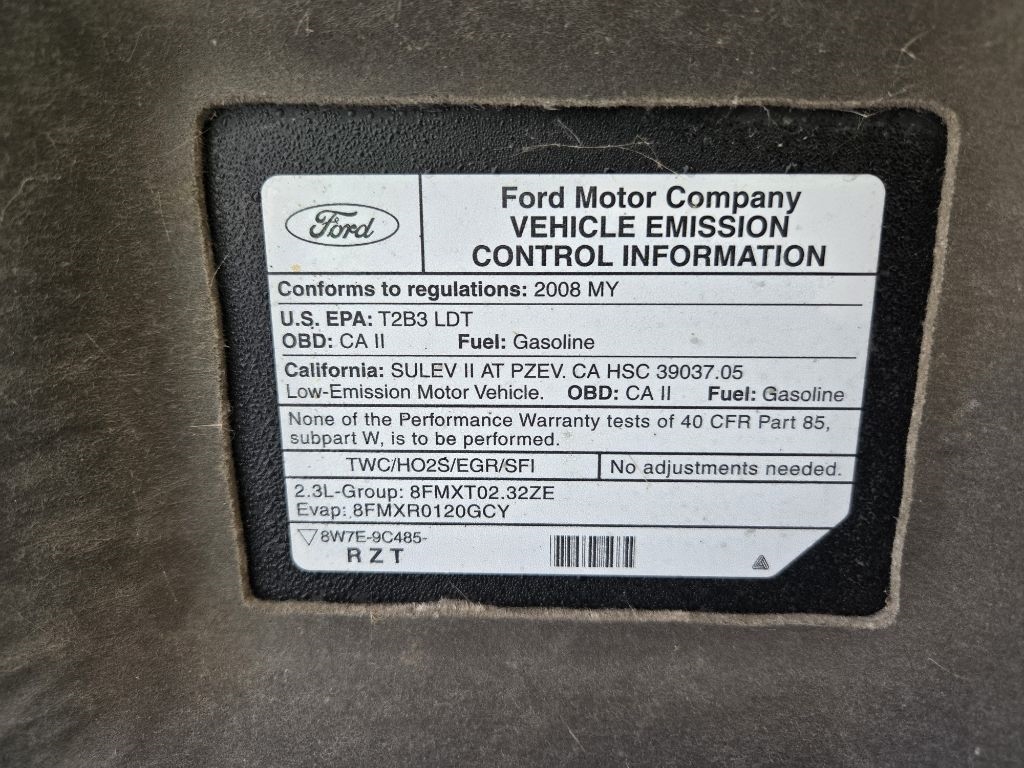 Ford
Ford Motor Company
VEHICLE EMISSION
CONTROL INFORMATION
Conforms to regulations: 2008 MY
U.S. EPA: T2B3 LDT
OBD: CA II Fuel: Gasoline
California: SULEV II AT PZEV. CA HSC 39037.05
Low-Emission Motor Vehicle. OBD: CA II Fuel: Gasoline
None of the Performance Warranty tests of 40 CFR Part 85,
subpart W, is to be performed.
TWC/HO2S/EGR/SFI No adjustments needed.
2.3L-Group: 8FMXT02.32ZE
Evap: 8FMXR0120GCY
8W7E-9C485-
R Z T